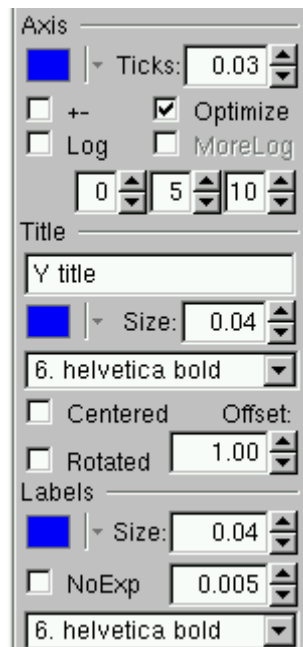 Axis
Ticks: 0.03
+- Optimize
Log MoreLog
0 5 10
Title
Y title
Size: 0.04
6. helvetica bold
Centered Offset:
Rotated 1.00
Labels
Size: 0.04
NoExp 0.005
6. helvetica bold